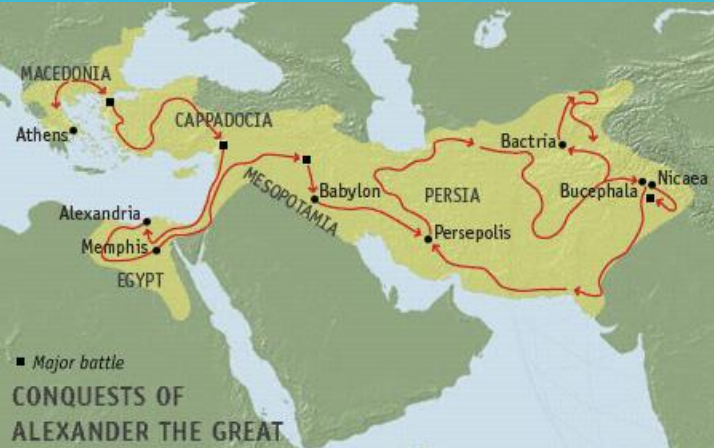 MACEDONIA
CAPPADOCIA
Athens
Bactria
MESOPOTAMIA
Babylon
PERSIA
Bucephala
Nicaea
Alexandria
Memphis
Persepolis
EGYPT
Major battle
CONQUESTS OF
ALEXANDER THE GREAT